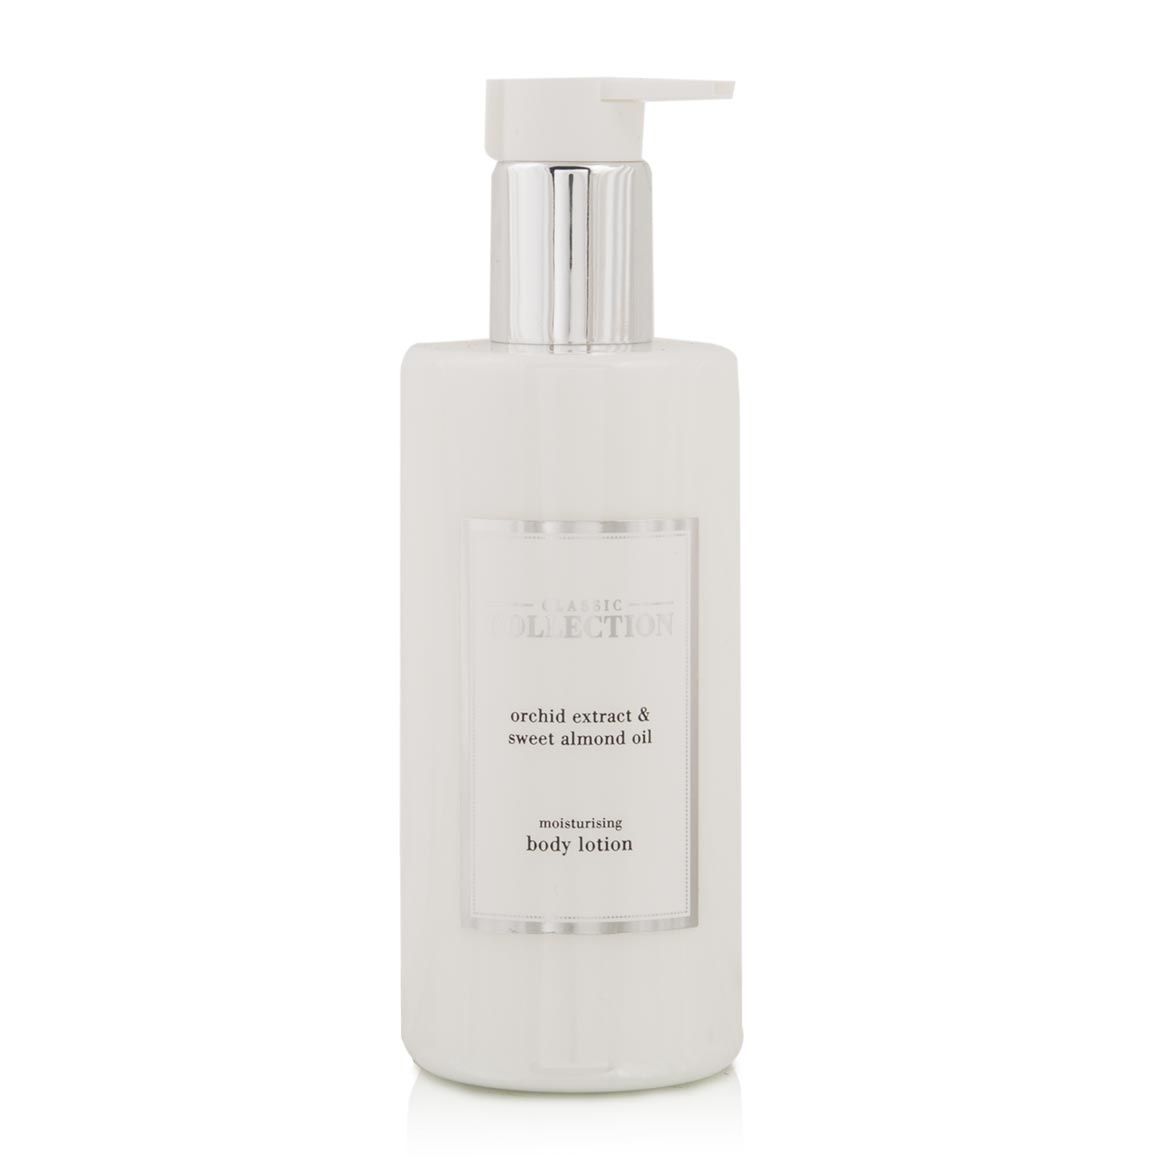 CLASSIC
COLLECTION
orchid extract &
sweet almond oil
moisturising
body lotion